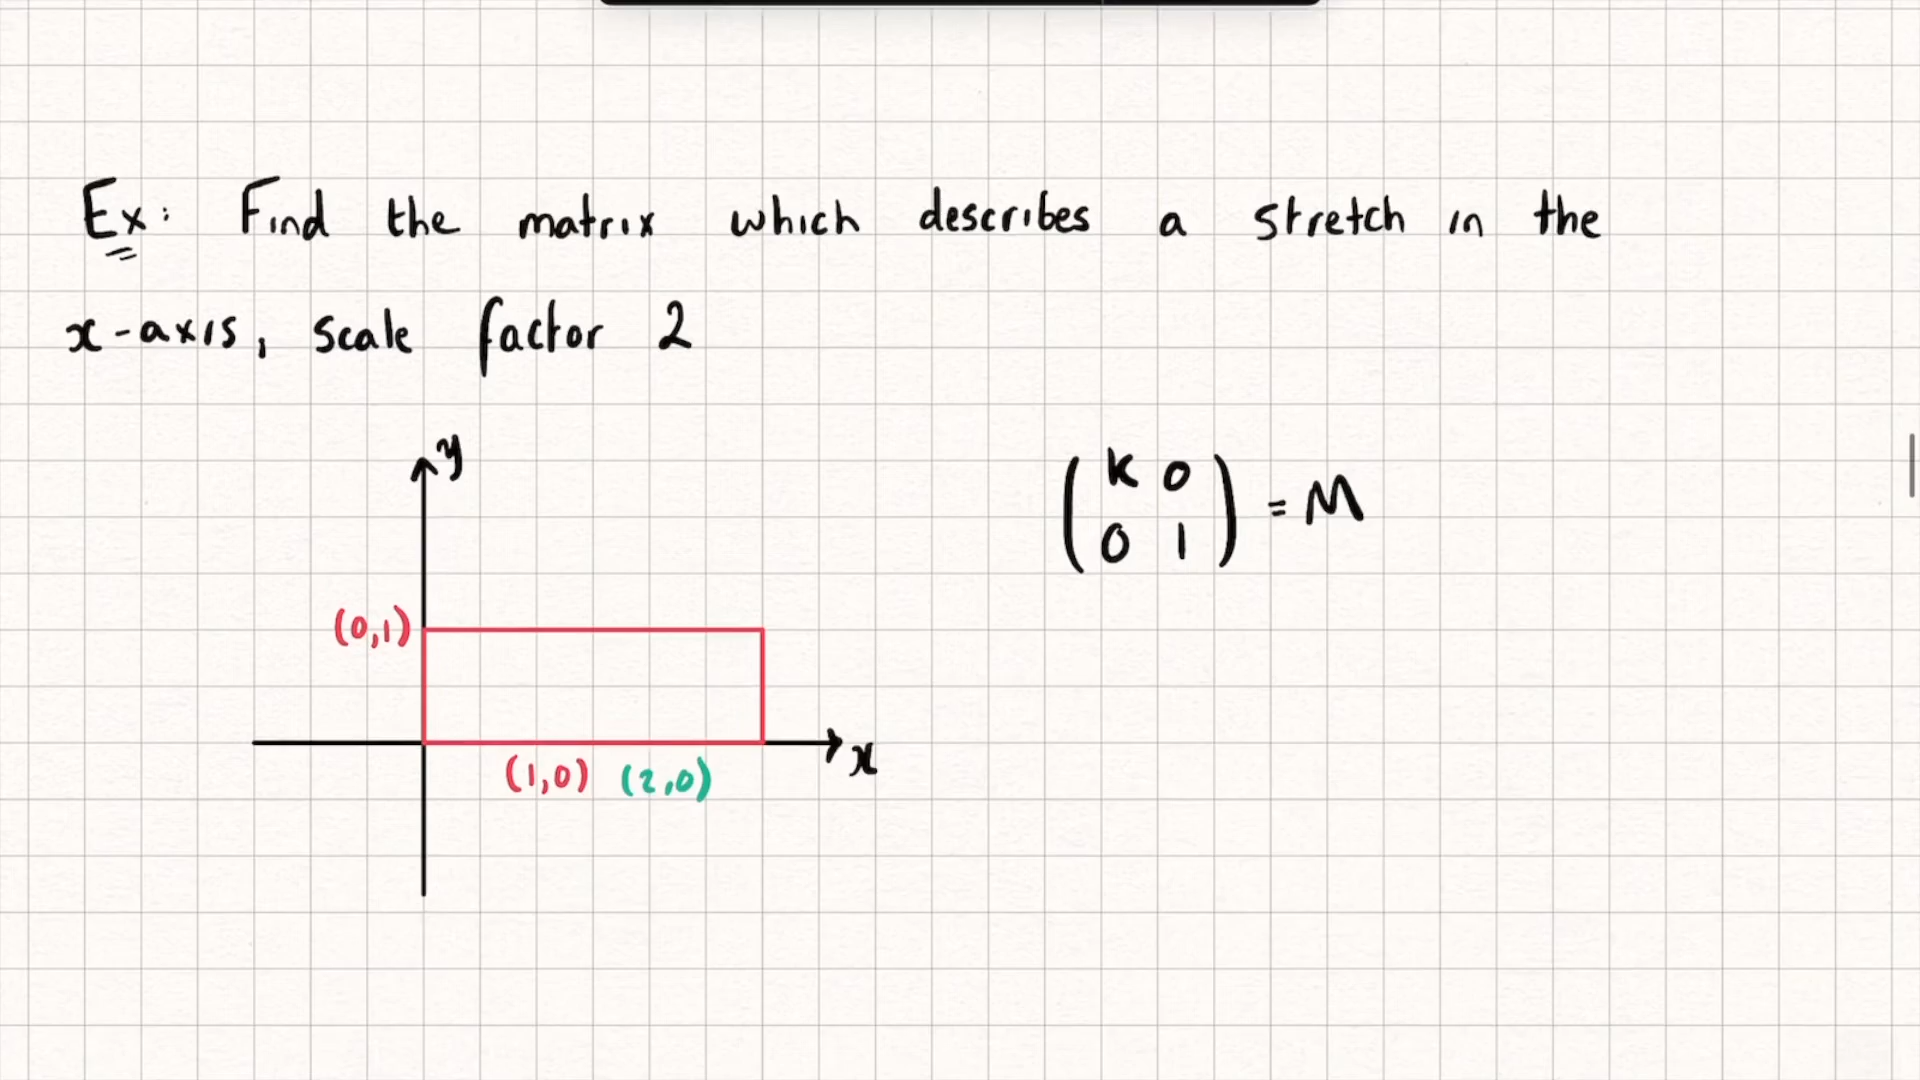 Ex: Find the matrix which describes a stretch in the
x-axis, scale factor 2
y
(k 0
0 1) = M
(0,1)
x
(1,0) (2,0)